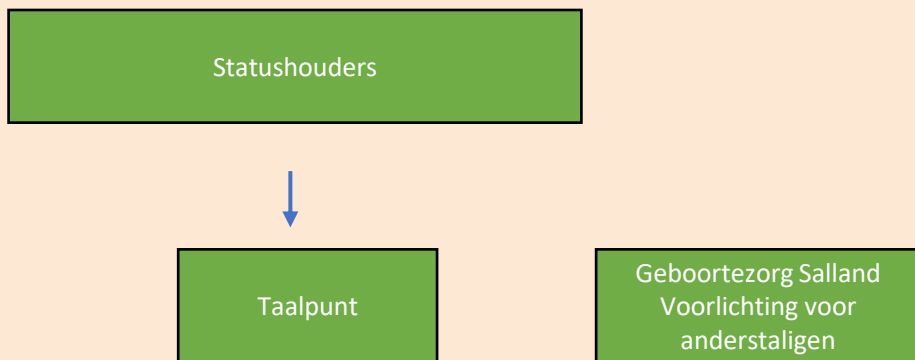 Statushouders
Taalpunt
Geboortezorg Salland
Voorlichting voor
anderstaligen